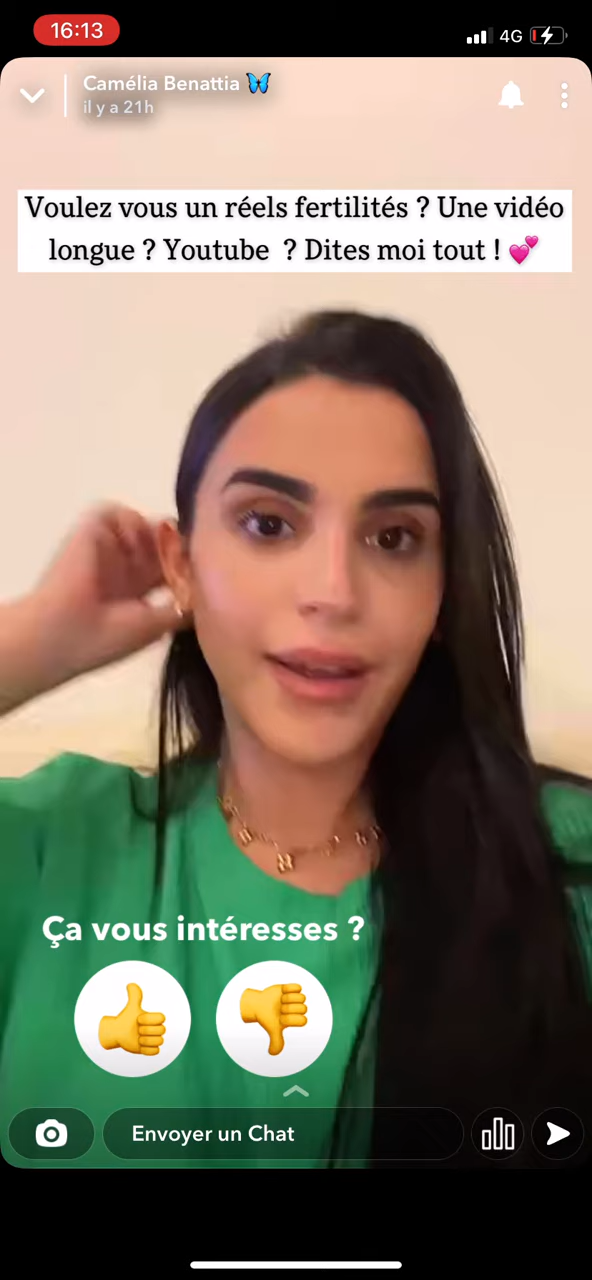 16:13
4G
Camélia Benattia 🦋
il y a 21h
Voulez vous un réels fertilités ? Une vidéo
longue ? Youtube ? Dites moi tout ! 💕
Ça vous intéresses ?
Envoyer un Chat